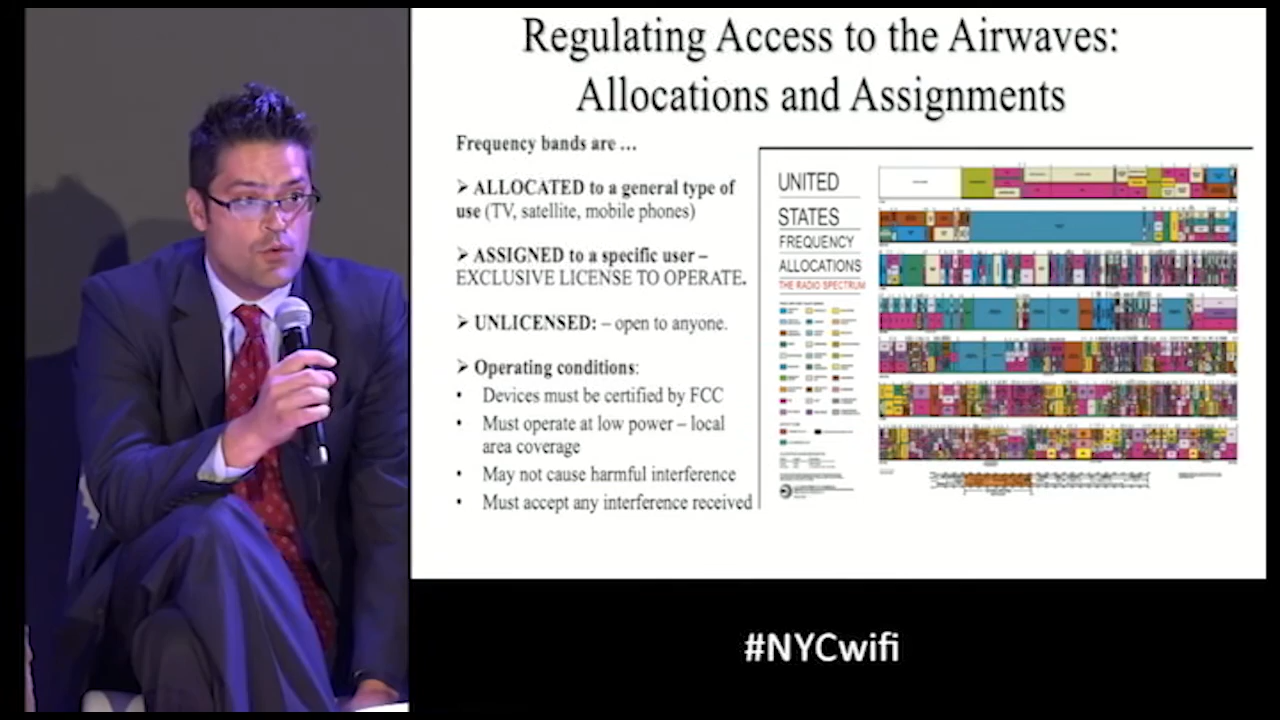 Regulating Access to the Airwaves:
Allocations and Assignments
Frequency bands are ...
➢ ALLOCATED to a general type of
use (TV, satellite, mobile phones)
➢ ASSIGNED to a specific user –
EXCLUSIVE LICENSE TO OPERATE.
➢ UNLICENSED: – open to anyone.
➢ Operating conditions:
• Devices must be certified by FCC
• Must operate at low power – local
area coverage
• May not cause harmful interference
• Must accept any interference received
UNITED
STATES
FREQUENCY
ALLOCATIONS
THE RADIO SPECTRUM
#NYCwifi